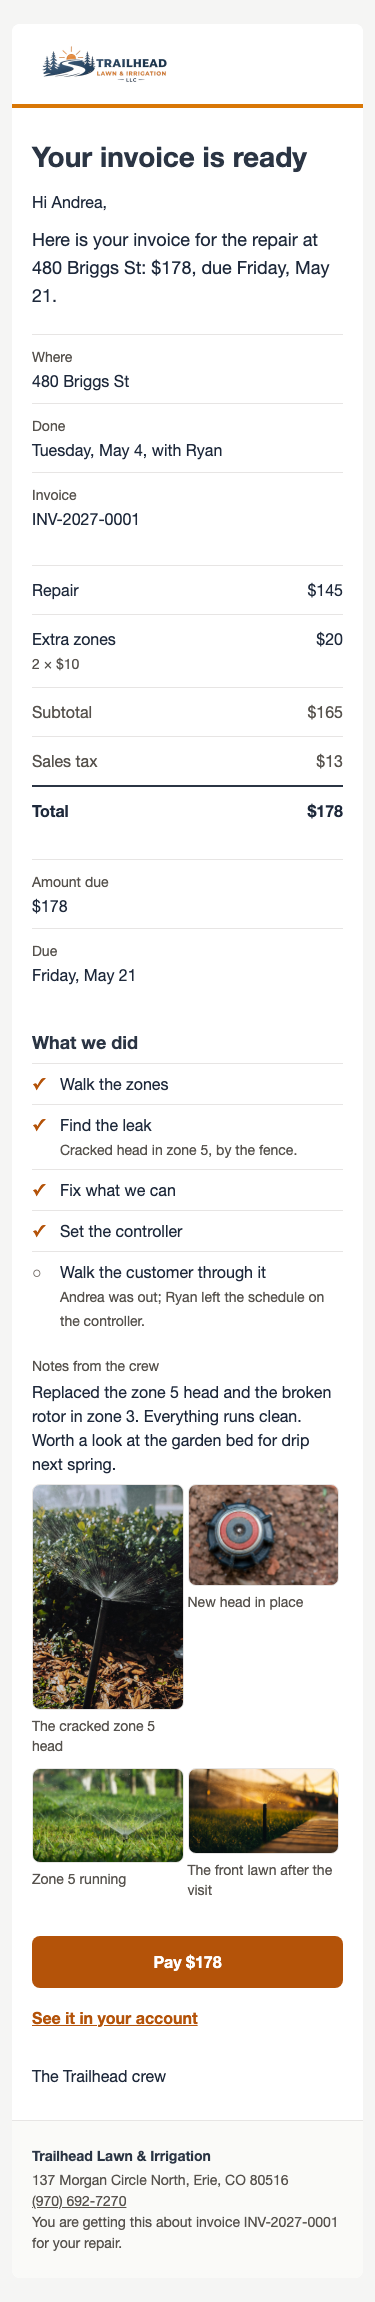 TRAILHEAD
LAWN & IRRIGATION
LLC
Your invoice is ready
Hi Andrea,
Here is your invoice for the repair at
480 Briggs St: $178, due Friday, May
21.
Where
480 Briggs St
Done
Tuesday, May 4, with Ryan
Invoice
INV-2027-0001
Repair $145
Extra zones $20
2 × $10
Subtotal $165
Sales tax $13
Total $178
Amount due
$178
Due
Friday, May 21
What we did
✓ Walk the zones
✓ Find the leak
Cracked head in zone 5, by the fence.
✓ Fix what we can
✓ Set the controller
○ Walk the customer through it
Andrea was out; Ryan left the schedule on
the controller.
Notes from the crew
Replaced the zone 5 head and the broken
rotor in zone 3. Everything runs clean.
Worth a look at the garden bed for drip
next spring.
New head in place
The cracked zone 5
head
Zone 5 running
The front lawn after the
visit
Pay $178
See it in your account
The Trailhead crew
Trailhead Lawn & Irrigation
137 Morgan Circle North, Erie, CO 80516
(970) 692-7270
You are getting this about invoice INV-2027-0001
for your repair.